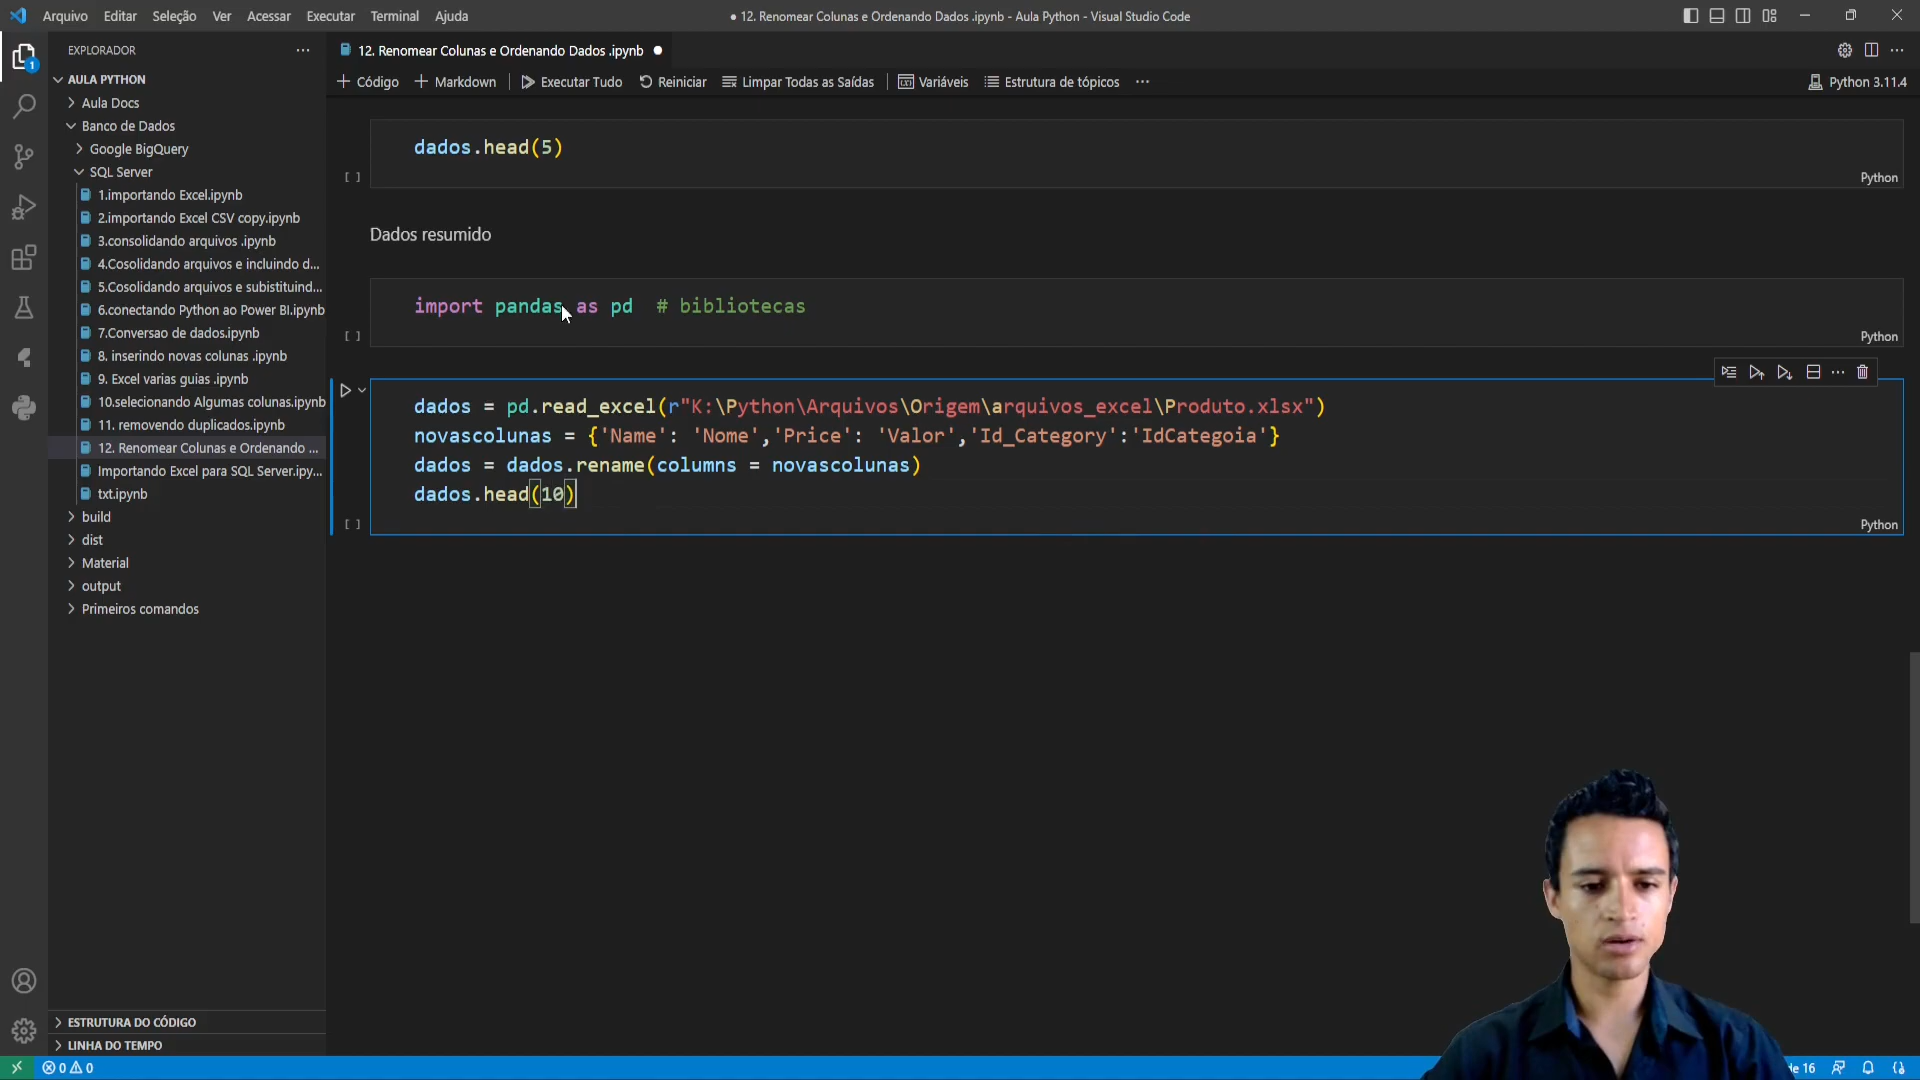 Arquivo Editar Seleção Ver Acessar Executar Terminal Ajuda
● 12. Renomear Colunas e Ordenando Dados .ipynb - Aula Python - Visual Studio Code
EXPLORADOR
AULA PYTHON
Aula Docs
Banco de Dados
Google BigQuery
SQL Server
1.importando Excel.ipynb
2.importando Excel CSV copy.ipynb
3.consolidando arquivos .ipynb
4.Cosolidando arquivos e incluindo d...
5.Cosolidando arquivos e subistituind...
6.conectando Python ao Power BI.ipynb
7.Conversao de dados.ipynb
8. inserindo novas colunas .ipynb
9. Excel varias guias .ipynb
10.selecionando Algumas colunas.ipynb
11. removendo duplicados.ipynb
12. Renomear Colunas e Ordenando ...
Importando Excel para SQL Server.ipy...
txt.ipynb
build
dist
Material
output
Primeiros comandos
ESTRUTURA DO CÓDIGO
LINHA DO TEMPO
1
12. Renomear Colunas e Ordenando Dados .ipynb ●
+ Código + Markdown Executar Tudo Reiniciar Limpar Todas as Saídas Variáveis Estrutura de tópicos ...
Python 3.11.4
dados.head(5)
[ ] Python
Dados resumido
import pandas as pd  # bibliotecas
[ ] Python
dados = pd.read_excel(r"K:\Python\Arquivos\Origem\arquivos_excel\Produto.xlsx")
novascolunas = {'Name': 'Nome','Price': 'Valor','Id_Category':'IdCategoia'}
dados = dados.rename(columns = novascolunas)
dados.head(10)
[ ] Python
0 0
de 16